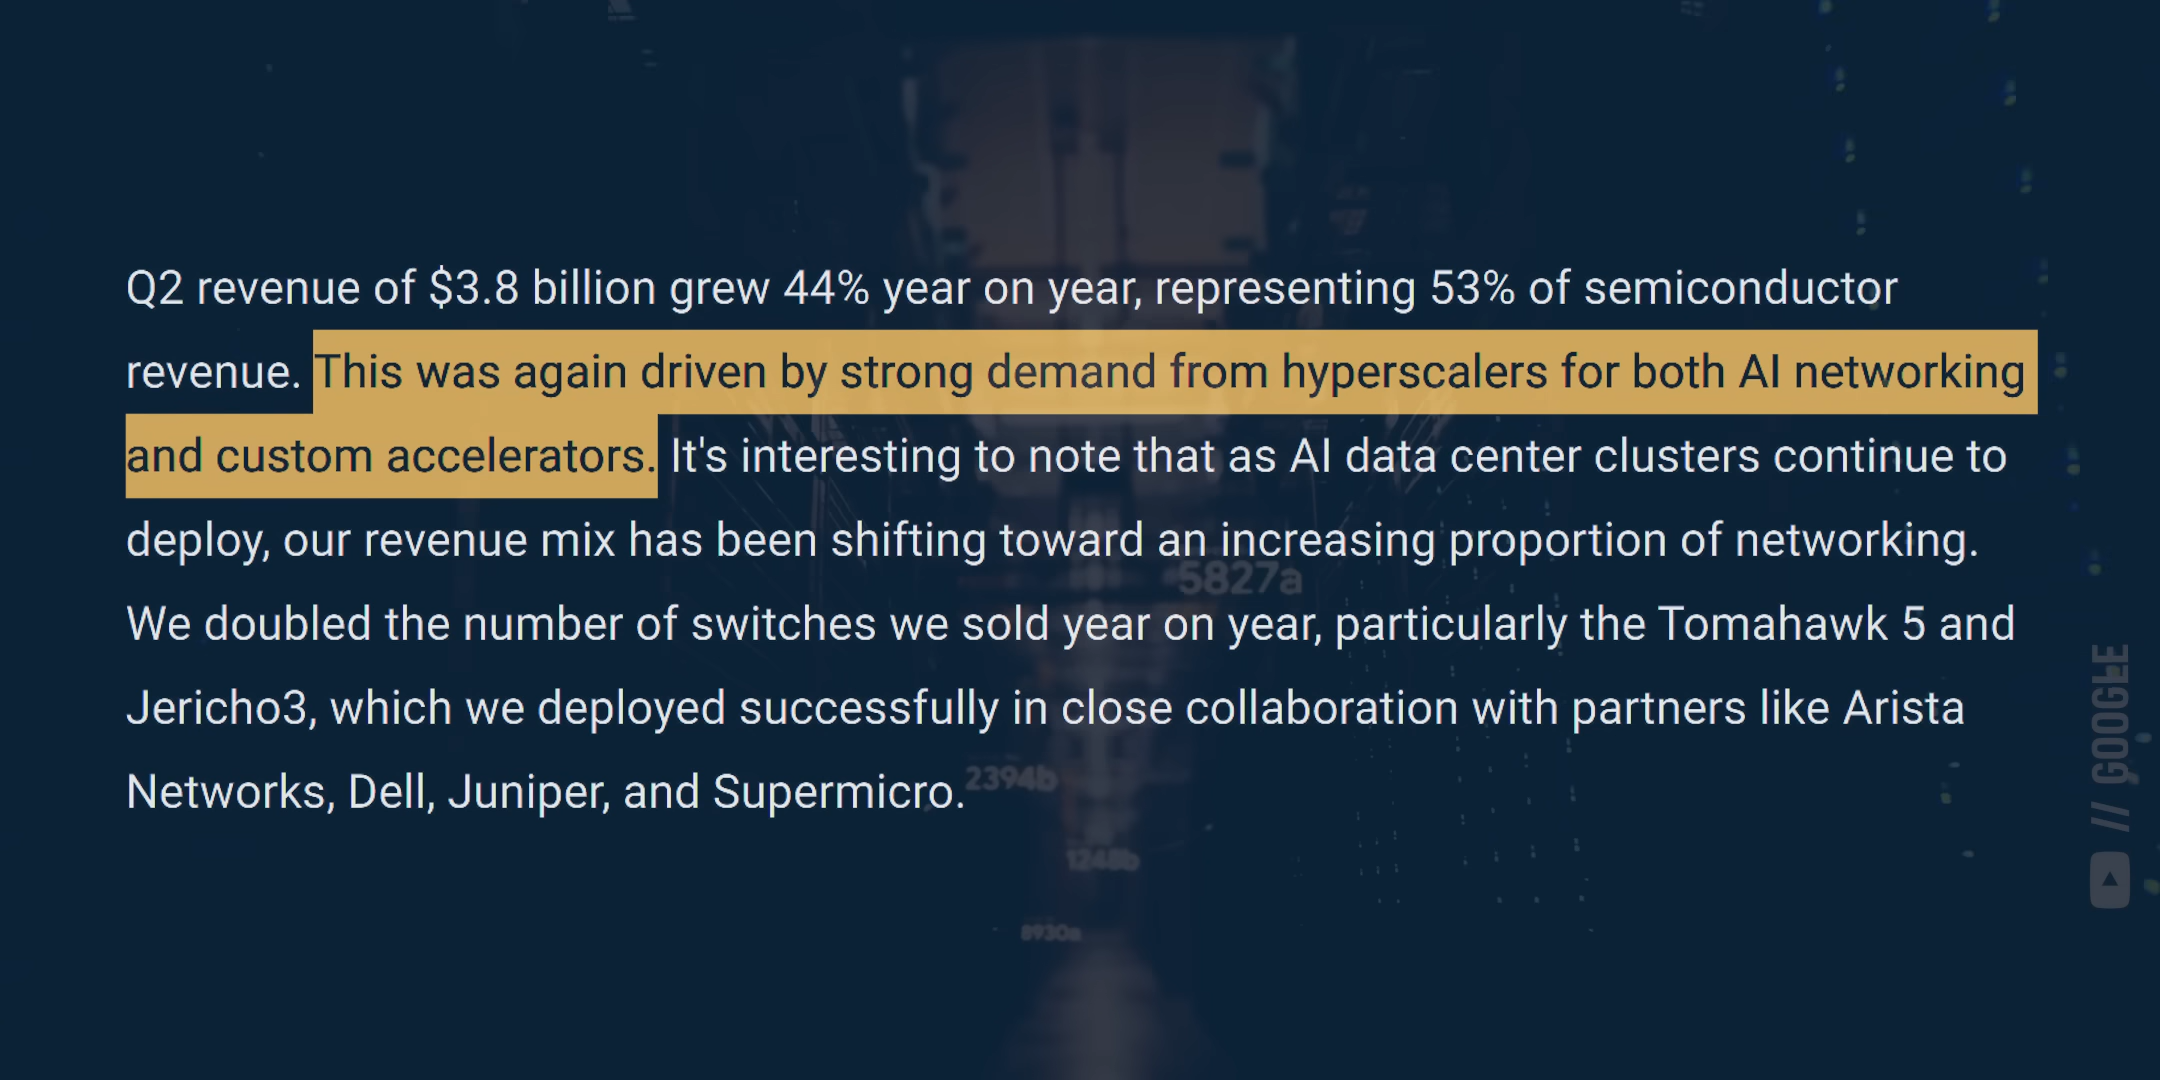 Q2 revenue of $3.8 billion grew 44% year on year, representing 53% of semiconductor
revenue. This was again driven by strong demand from hyperscalers for both AI networking
and custom accelerators. It's interesting to note that as AI data center clusters continue to
deploy, our revenue mix has been shifting toward an increasing proportion of networking.
We doubled the number of switches we sold year on year, particularly the Tomahawk 5 and
Jericho3, which we deployed successfully in close collaboration with partners like Arista
Networks, Dell, Juniper, and Supermicro.
5827a
2394b
1248b
8930a
// GOOGLE